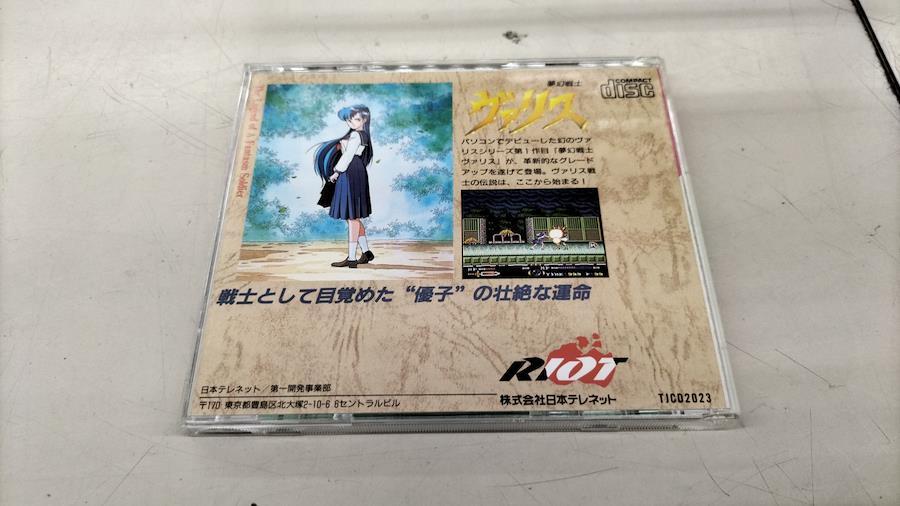 夢幻戦士
ヴァリス
COMPACT
disc
パソコンでデビューした幻のヴァ
リスシリーズ第1作目『夢幻戦士
ヴァリス』が、革新的なグレード
アップを遂げて登場。ヴァリス戦
士の伝説は、ここから始まる!
戦士として目覚めた“優子”の壮絶な運命
RIOT
日本テレネット/第一開発事業部
〒170 東京都豊島区北大塚2-10-6 6セントラルビル
株式会社日本テレネット
TJCD2023